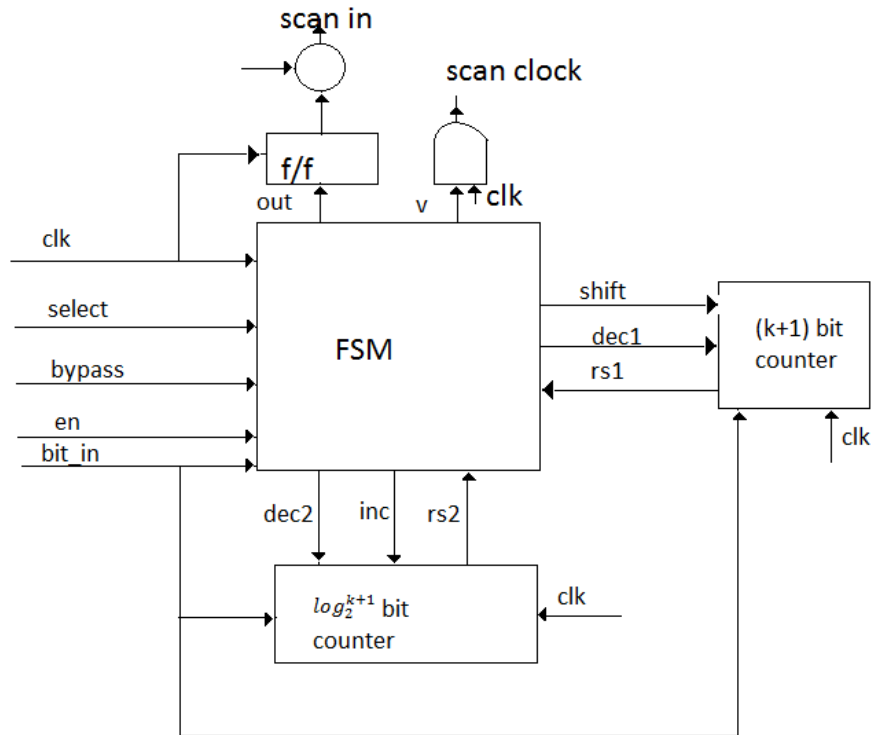 scan in
scan clock
f/f
out
v
clk
clk
select
bypass
en
bit_in
FSM
shift
dec1
rs1
(k+1) bit
counter
clk
dec2
inc
rs2
log₂ᵏ⁺¹ bit
counter
clk